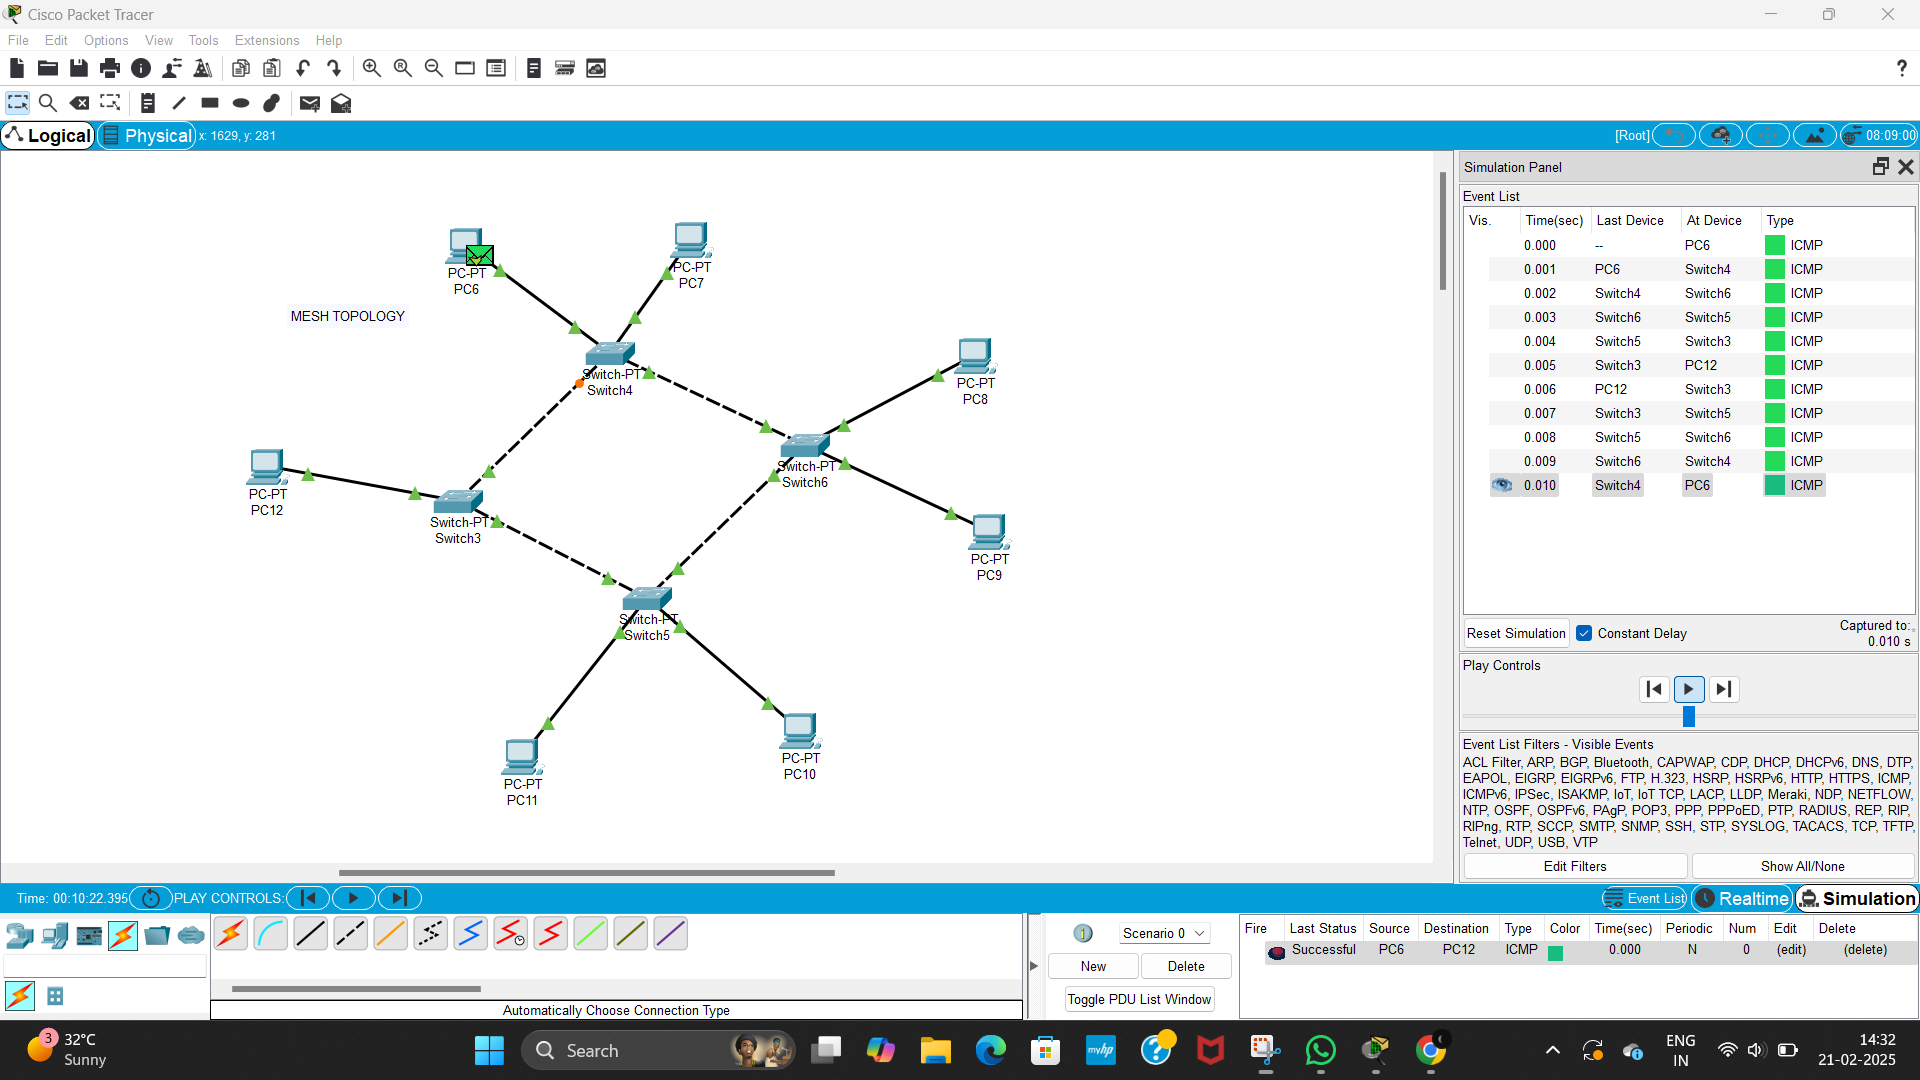 Cisco Packet Tracer
File Edit Options View Tools Extensions Help
Logical Physical x: 1629, y: 281 [Root] 08:09:00
PC-PT
PC6
PC-PT
PC7
MESH TOPOLOGY
Switch-PT
Switch4
PC-PT
PC8
Switch-PT
Switch6
PC-PT
PC12
Switch-PT
Switch3
PC-PT
PC9
Switch-PT
Switch5
PC-PT
PC10
PC-PT
PC11
Simulation Panel
Event List
Vis. Time(sec) Last Device At Device Type
0.000 -- PC6 ICMP
0.001 PC6 Switch4 ICMP
0.002 Switch4 Switch6 ICMP
0.003 Switch6 Switch5 ICMP
0.004 Switch5 Switch3 ICMP
0.005 Switch3 PC12 ICMP
0.006 PC12 Switch3 ICMP
0.007 Switch3 Switch5 ICMP
0.008 Switch5 Switch6 ICMP
0.009 Switch6 Switch4 ICMP
0.010 Switch4 PC6 ICMP
Reset Simulation Constant Delay Captured to:
0.010 s
Play Controls
Event List Filters - Visible Events
ACL Filter, ARP, BGP, Bluetooth, CAPWAP, CDP, DHCP, DHCPv6, DNS, DTP,
EAPOL, EIGRP, EIGRPv6, FTP, H.323, HSRP, HSRPv6, HTTP, HTTPS, ICMP,
ICMPv6, IPSec, ISAKMP, IoT, IoT TCP, LACP, LLDP, Meraki, NDP, NETFLOW,
NTP, OSPF, OSPFv6, PAgP, POP3, PPP, PPPoED, PTP, RADIUS, REP, RIP,
RIPng, RTP, SCCP, SMTP, SNMP, SSH, STP, SYSLOG, TACACS, TCP, TFTP,
Telnet, UDP, USB, VTP
Edit Filters Show All/None
Time: 00:10:22.395 PLAY CONTROLS: Event List Realtime Simulation
Automatically Choose Connection Type
1 Scenario 0
New Delete
Toggle PDU List Window
Fire Last Status Source Destination Type Color Time(sec) Periodic Num Edit Delete
Successful PC6 PC12 ICMP 0.000 N 0 (edit) (delete)
3 32°C
Sunny
Search
myhp
ENG
IN
14:32
21-02-2025